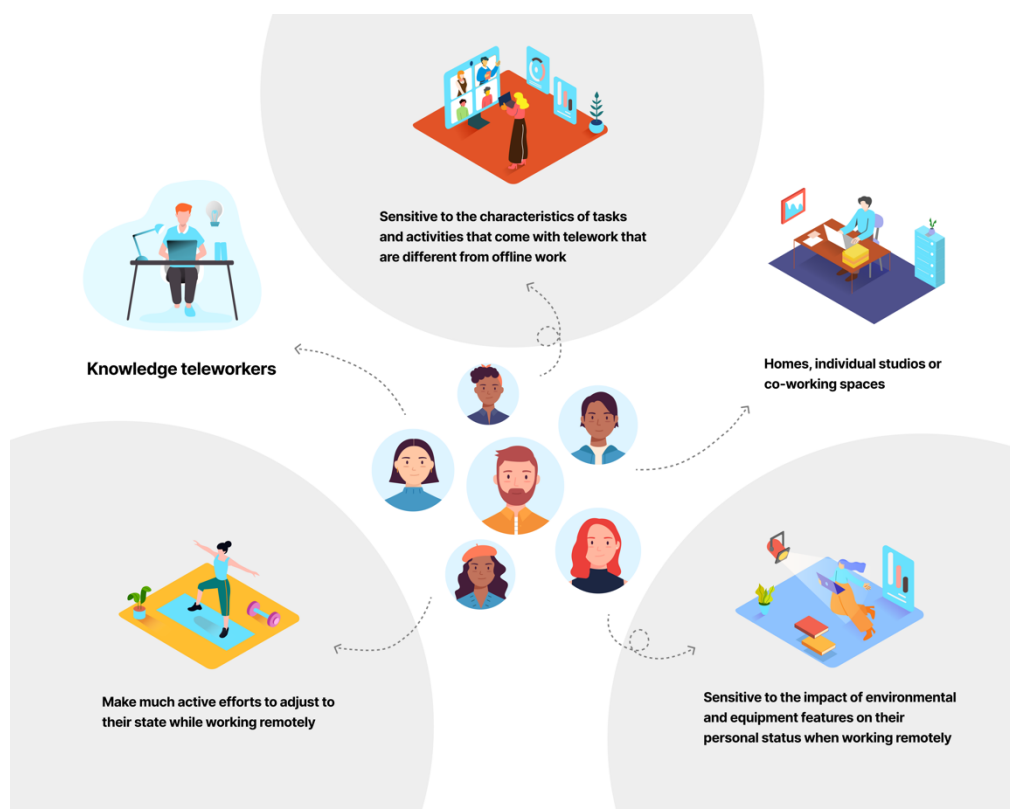 Sensitive to the characteristics of tasks
and activities that come with telework that
are different from offline work
Knowledge teleworkers
Homes, individual studios or
co-working spaces
Make much active efforts to adjust to
their state while working remotely
Sensitive to the impact of environmental
and equipment features on their
personal status when working remotely